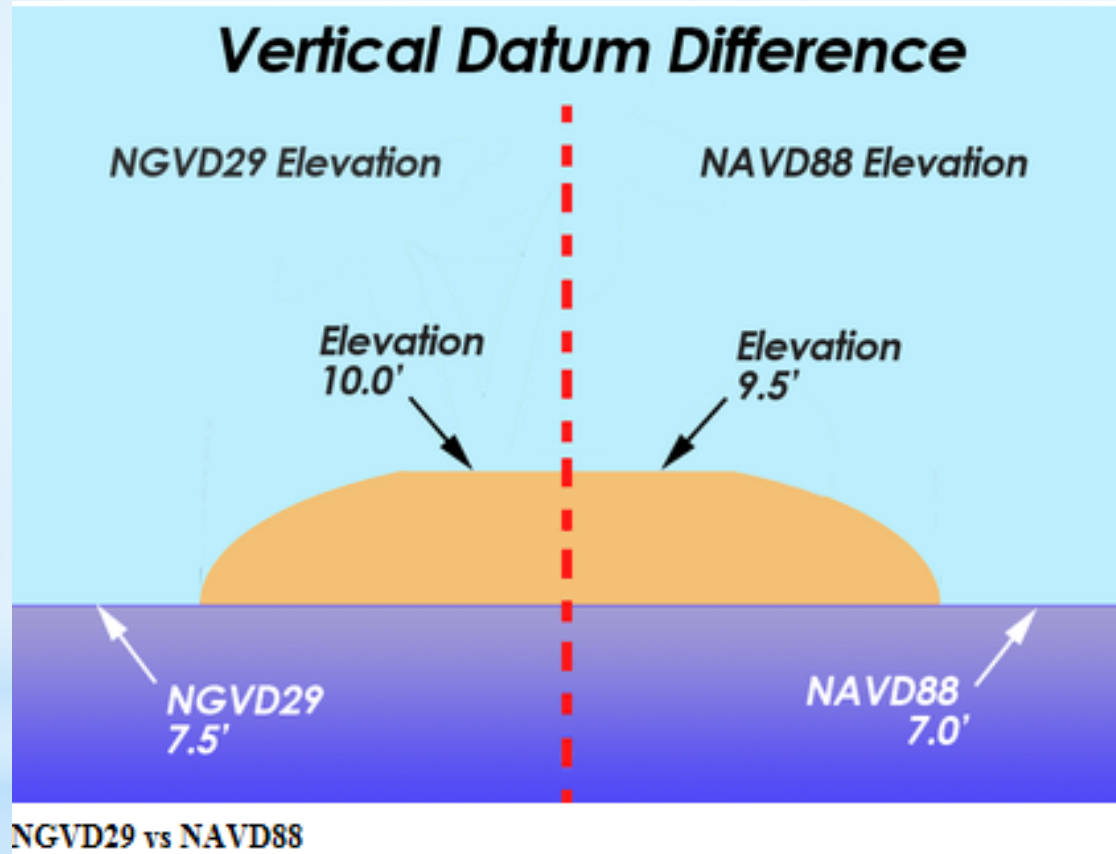 Vertical Datum Difference
NGVD29 Elevation
NAVD88 Elevation
Elevation
10.0'
Elevation
9.5'
NGVD29
7.5'
NAVD88
7.0'
NGVD29 vs NAVD88